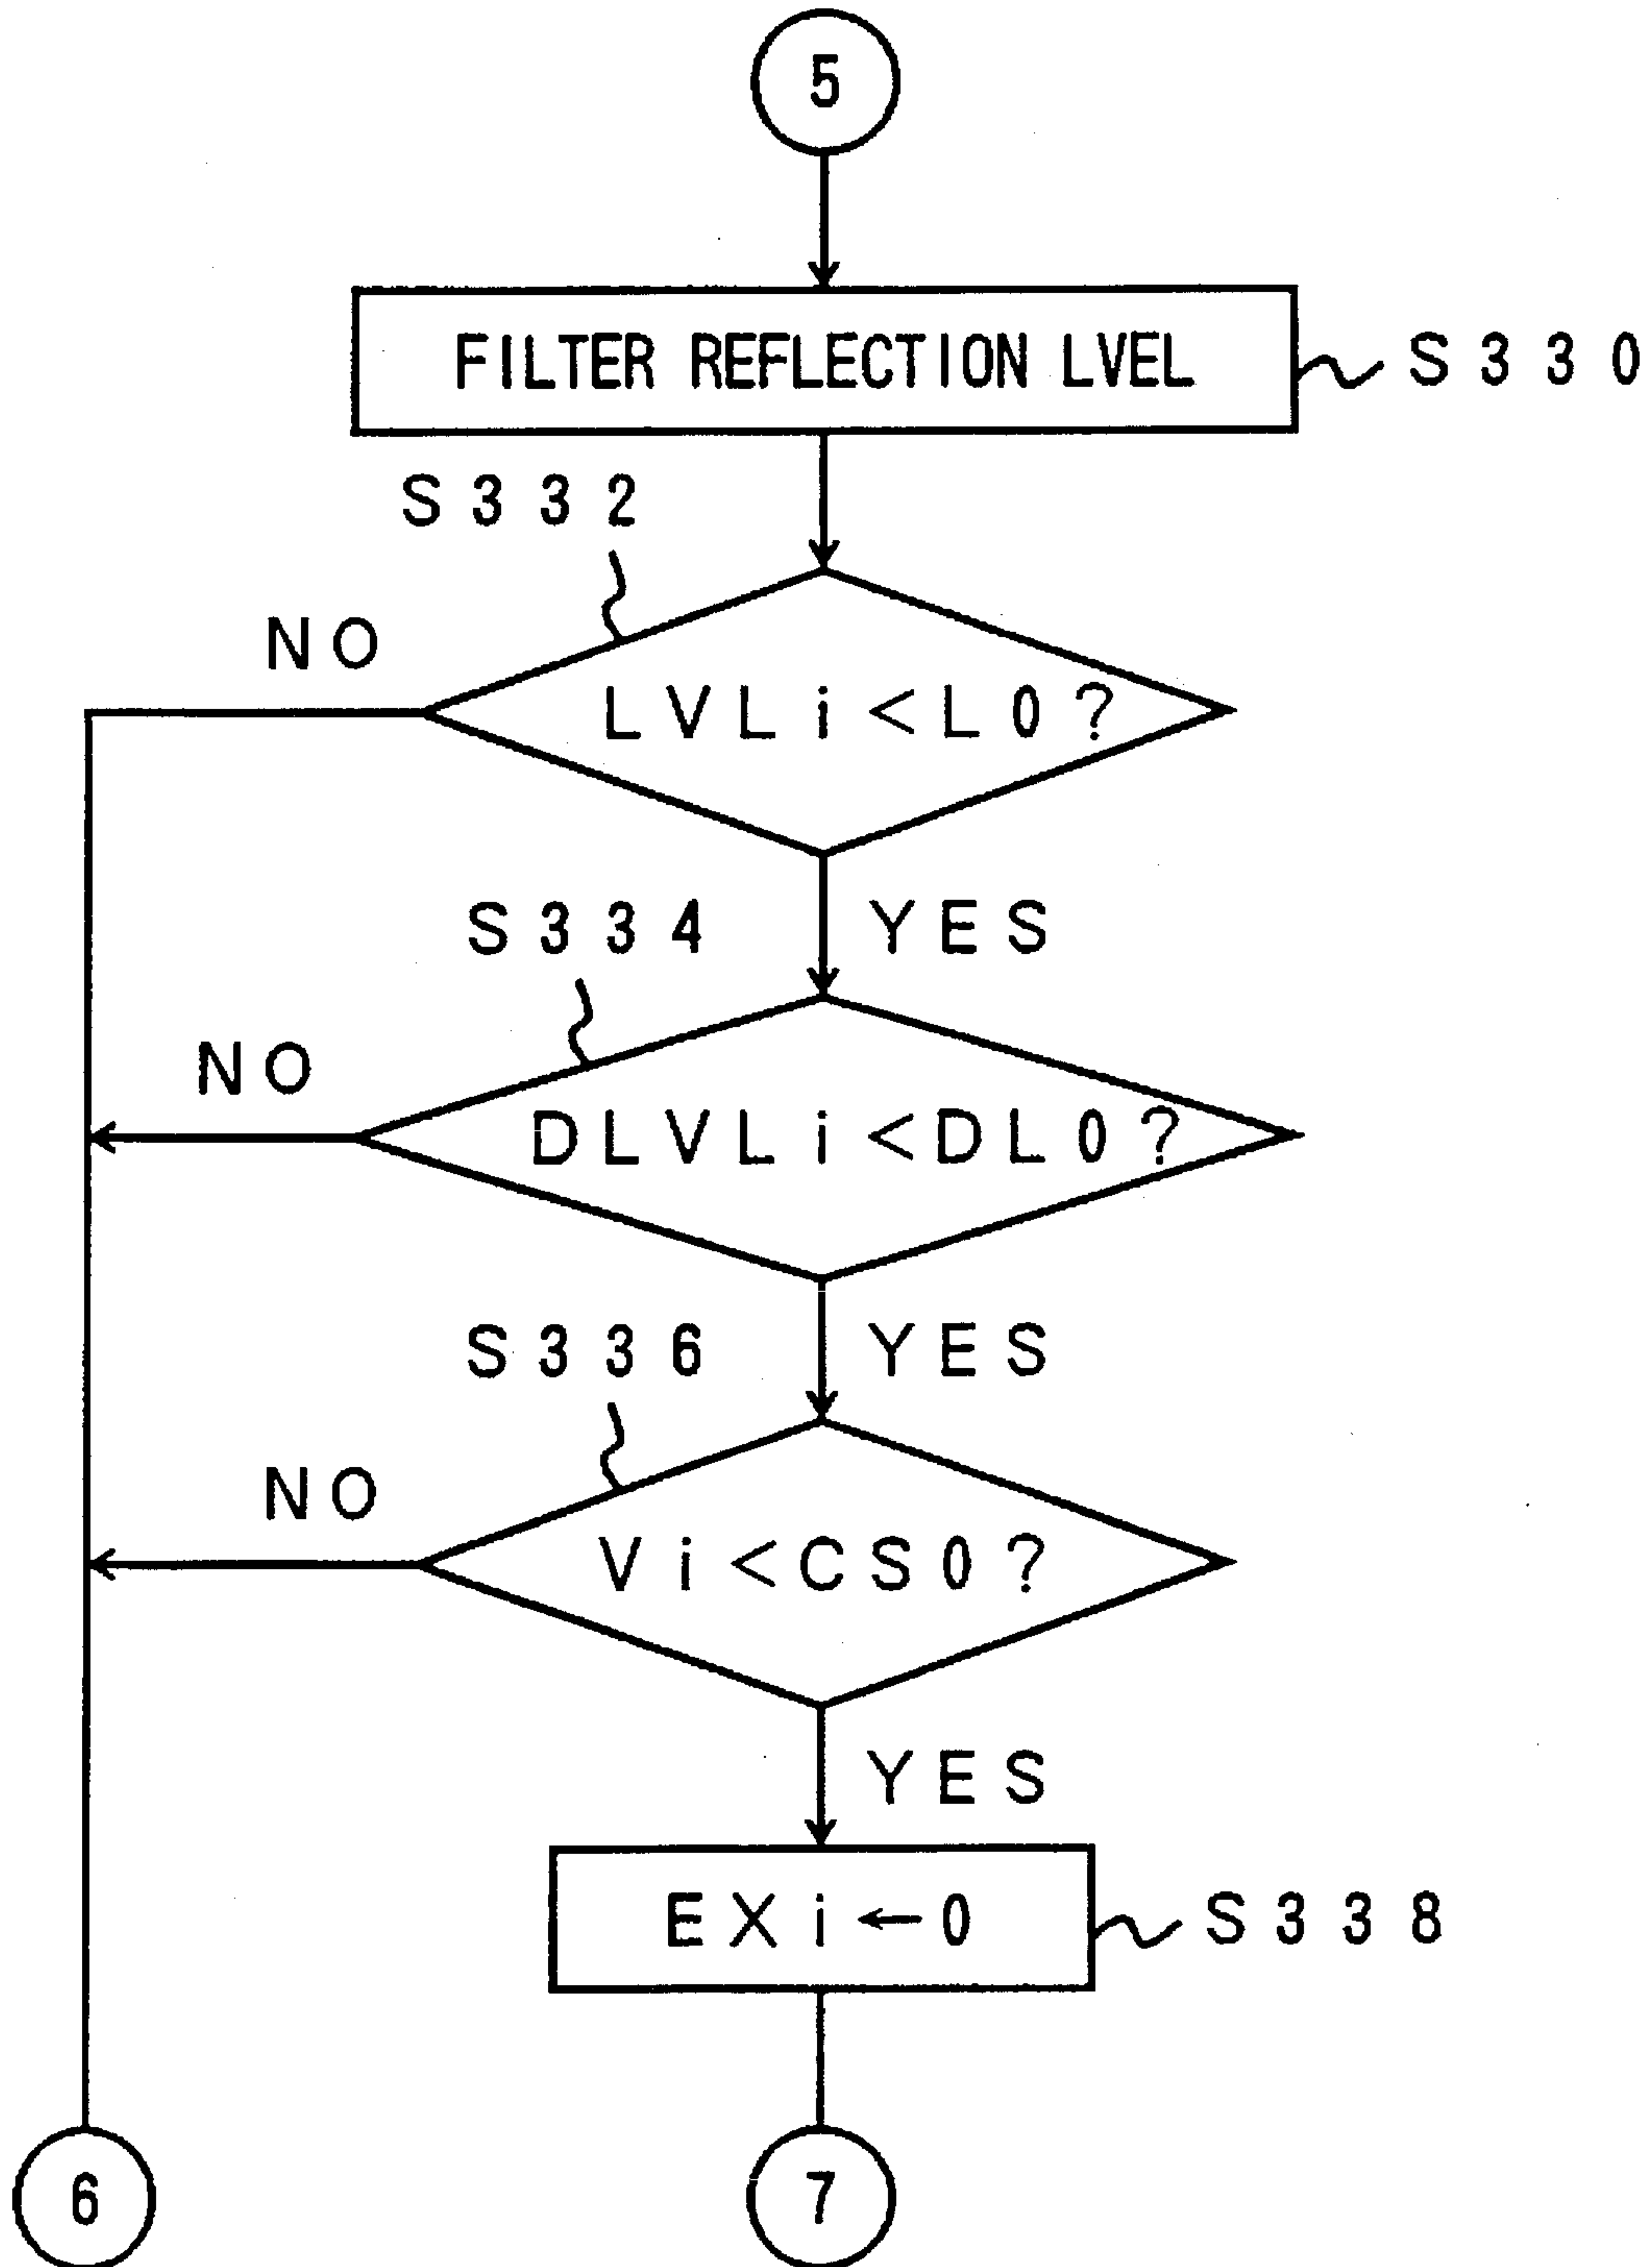 5
FILTER REFLECTION LVEL
S330
S332
NO
LVLi<L0?
S334
YES
NO
DLVLi<DL0?
S336
YES
NO
Vi<CS0?
YES
EXi←0
S338
6
7